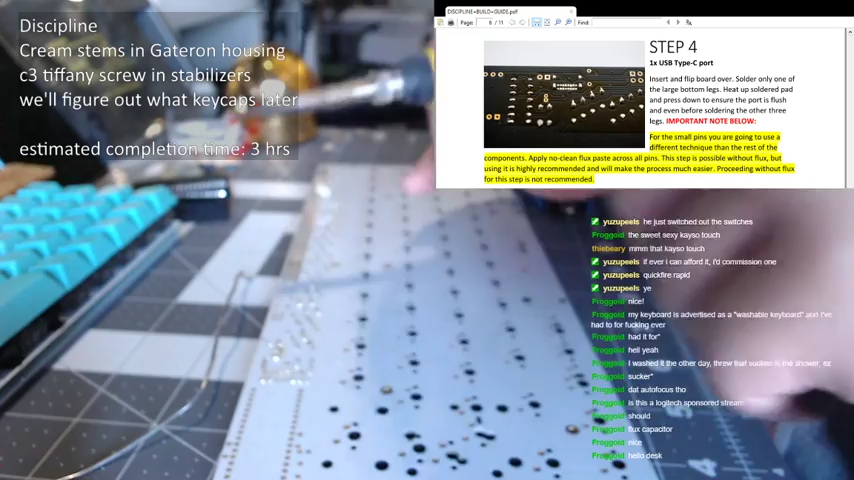 Discipline
Cream stems in Gateron housing
c3 tiffany screw in stabilizers
we'll figure out what keycaps later
estimated completion time: 3 hrs
DISCIPLINE+BUILD+GUIDE.pdf
Page: 6 / 11
Find:
STEP 4
1x USB Type-C port
Insert and flip board over. Solder only one of
the large bottom legs. Heat up soldered pad
and press down to ensure the port is flush
and even before soldering the other three
legs. IMPORTANT NOTE BELOW:
For the small pins you are going to use a
different technique than the rest of the
components. Apply no-clean flux paste across all pins. This step is possible without flux, but
using it is highly recommended and will make the process much easier. Proceeding without flux
for this step is not recommended.
yuzupeels he just switched out the switches
Froggoid the sweet sexy kayso touch
thiebeary mmm that kayso touch
yuzupeels if ever i can afford it, i'd commission one
yuzupeels quickfire rapid
yuzupeels ye
Froggoid nice!
Froggoid my keyboard is advertised as a "washable keyboard" and I've
had to for fucking ever
Froggoid had it for*
Froggoid hell yeah
Froggoid I washed it the other day, threw that sucken in the shower, ez
Froggoid sucker*
Froggoid dat autofocus tho
Froggoid is this a logitech sponsored stream
Froggoid should
Froggoid flux capacitor
Froggoid nice
Froggoid hello desk